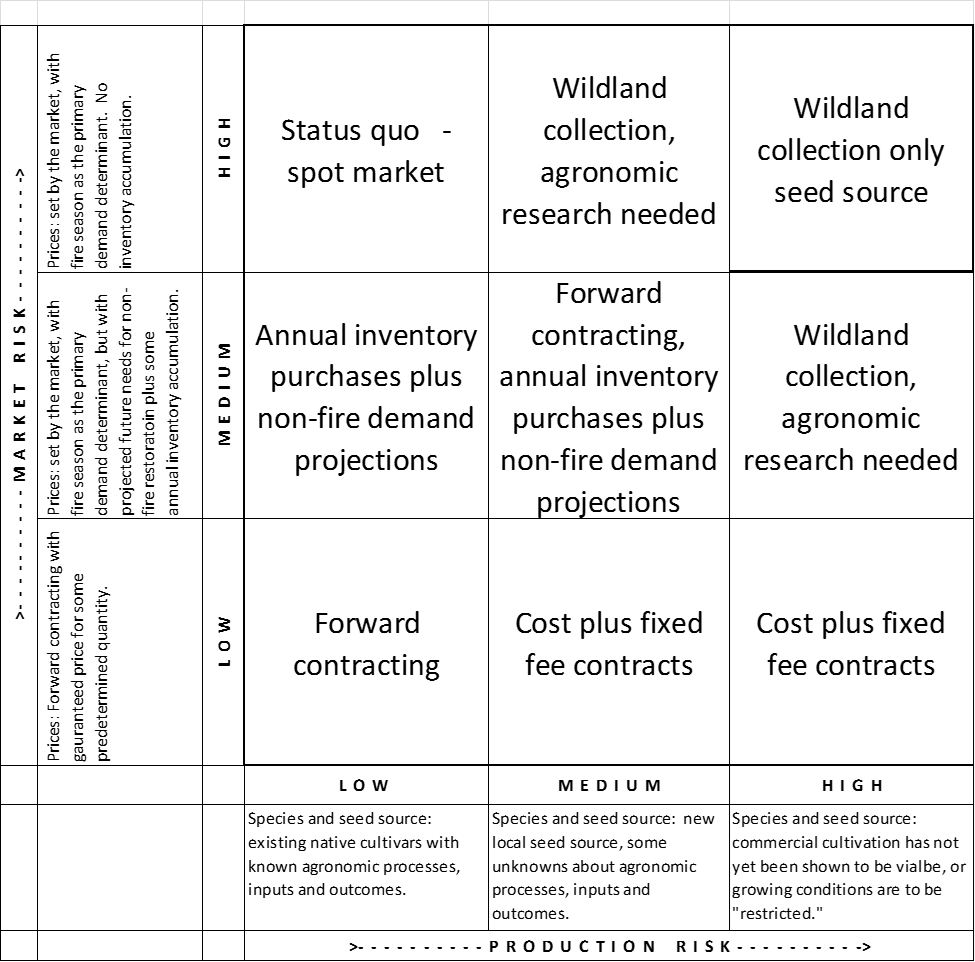 >- - - - - - - - - M A R K E T   R I S K - - - - - - - - - ->
Prices: set by the market, with
fire season as the primary
demand determinant.  No
inventory accumulation.
H I G H
Status quo   -
spot market
Wildland
collection,
agronomic
research needed
Wildland
collection only
seed source
Prices: set by the market, with
fire season as the primary
demand determinant, but with
projected future needs for non-
fire restoratoin plus some
annual inventory accumulation.
M E D I U M
Annual inventory
purchases plus
non-fire demand
projections
Forward
contracting,
annual inventory
purchases plus
non-fire demand
projections
Wildland
collection,
agronomic
research needed
Prices: Forward contracting with
gauranteed price for some
predetermined quantity.
L O W
Forward
contracting
Cost plus fixed
fee contracts
Cost plus fixed
fee contracts
L O W
M E D I U M
H I G H
Species and seed source:
existing native cultivars with
known agronomic processes,
inputs and outcomes.
Species and seed source:  new
local seed source, some
unknowns about agronomic
processes, inputs and
outcomes.
Species and seed source:
commercial cultivation has not
yet been shown to be vialbe, or
growing conditions are to be
"restricted."
>- - - - - - - - - - P R O D U C T I O N   R I S K - - - - - - - - - ->